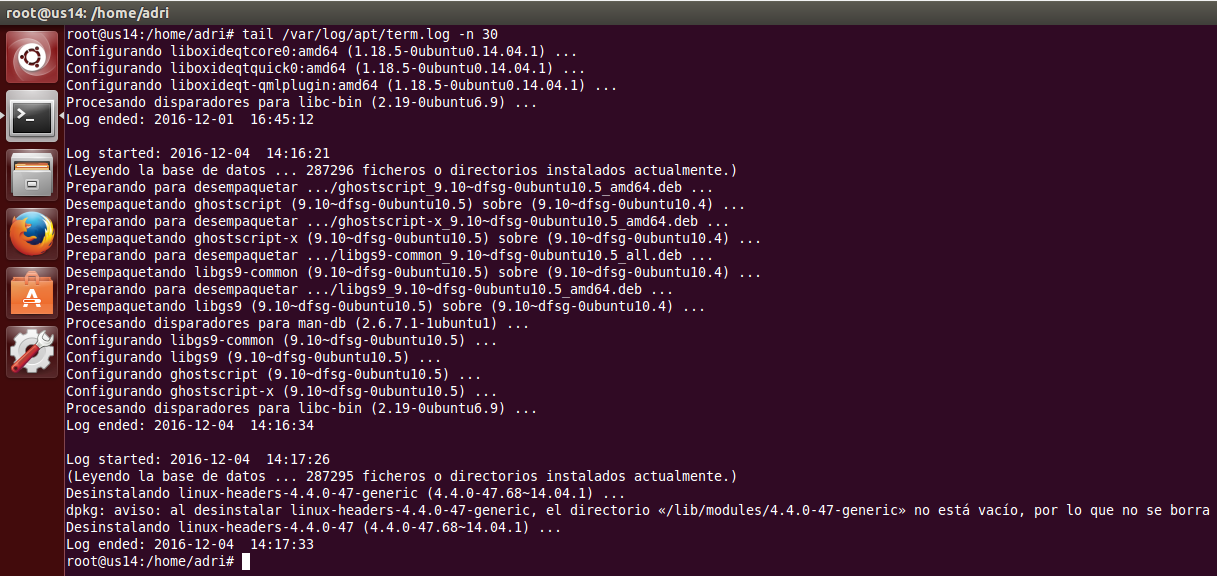 root@us14: /home/adri
root@us14:/home/adri# tail /var/log/apt/term.log -n 30
Configurando liboxideqtcore0:amd64 (1.18.5-0ubuntu0.14.04.1) ...
Configurando liboxideqtquick0:amd64 (1.18.5-0ubuntu0.14.04.1) ...
Configurando liboxideqt-qmlplugin:amd64 (1.18.5-0ubuntu0.14.04.1) ...
Procesando disparadores para libc-bin (2.19-0ubuntu6.9) ...
Log ended: 2016-12-01  16:45:12

Log started: 2016-12-04  14:16:21
(Leyendo la base de datos ... 287296 ficheros o directorios instalados actualmente.)
Preparando para desempaquetar .../ghostscript_9.10~dfsg-0ubuntu10.5_amd64.deb ...
Desempaquetando ghostscript (9.10~dfsg-0ubuntu10.5) sobre (9.10~dfsg-0ubuntu10.4) ...
Preparando para desempaquetar .../ghostscript-x_9.10~dfsg-0ubuntu10.5_amd64.deb ...
Desempaquetando ghostscript-x (9.10~dfsg-0ubuntu10.5) sobre (9.10~dfsg-0ubuntu10.4) ...
Preparando para desempaquetar .../libgs9-common_9.10~dfsg-0ubuntu10.5_all.deb ...
Desempaquetando libgs9-common (9.10~dfsg-0ubuntu10.5) sobre (9.10~dfsg-0ubuntu10.4) ...
Preparando para desempaquetar .../libgs9_9.10~dfsg-0ubuntu10.5_amd64.deb ...
Desempaquetando libgs9 (9.10~dfsg-0ubuntu10.5) sobre (9.10~dfsg-0ubuntu10.4) ...
Procesando disparadores para man-db (2.6.7.1-1ubuntu1) ...
Configurando libgs9-common (9.10~dfsg-0ubuntu10.5) ...
Configurando libgs9 (9.10~dfsg-0ubuntu10.5) ...
Configurando ghostscript (9.10~dfsg-0ubuntu10.5) ...
Configurando ghostscript-x (9.10~dfsg-0ubuntu10.5) ...
Procesando disparadores para libc-bin (2.19-0ubuntu6.9) ...
Log ended: 2016-12-04  14:16:34

Log started: 2016-12-04  14:17:26
(Leyendo la base de datos ... 287295 ficheros o directorios instalados actualmente.)
Desinstalando linux-headers-4.4.0-47-generic (4.4.0-47.68~14.04.1) ...
dpkg: aviso: al desinstalar linux-headers-4.4.0-47-generic, el directorio «/lib/modules/4.4.0-47-generic» no está vacío, por lo que no se borra
Desinstalando linux-headers-4.4.0-47 (4.4.0-47.68~14.04.1) ...
Log ended: 2016-12-04  14:17:33
root@us14:/home/adri#